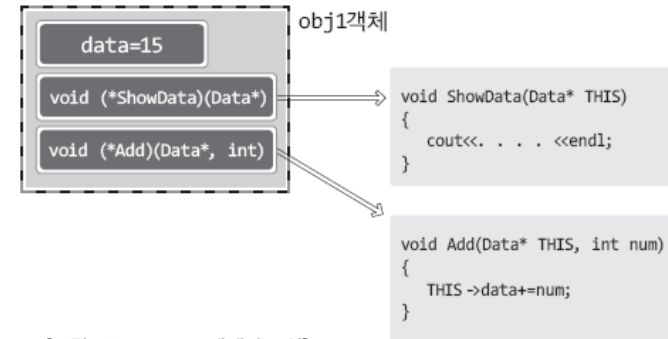 obj1객체
data=15
void (*ShowData)(Data*)
void (*Add)(Data*, int)
void ShowData(Data* THIS)
{
cout<<. . . . <<endl;
}
void Add(Data* THIS, int num)
{
THIS ->data+=num;
}